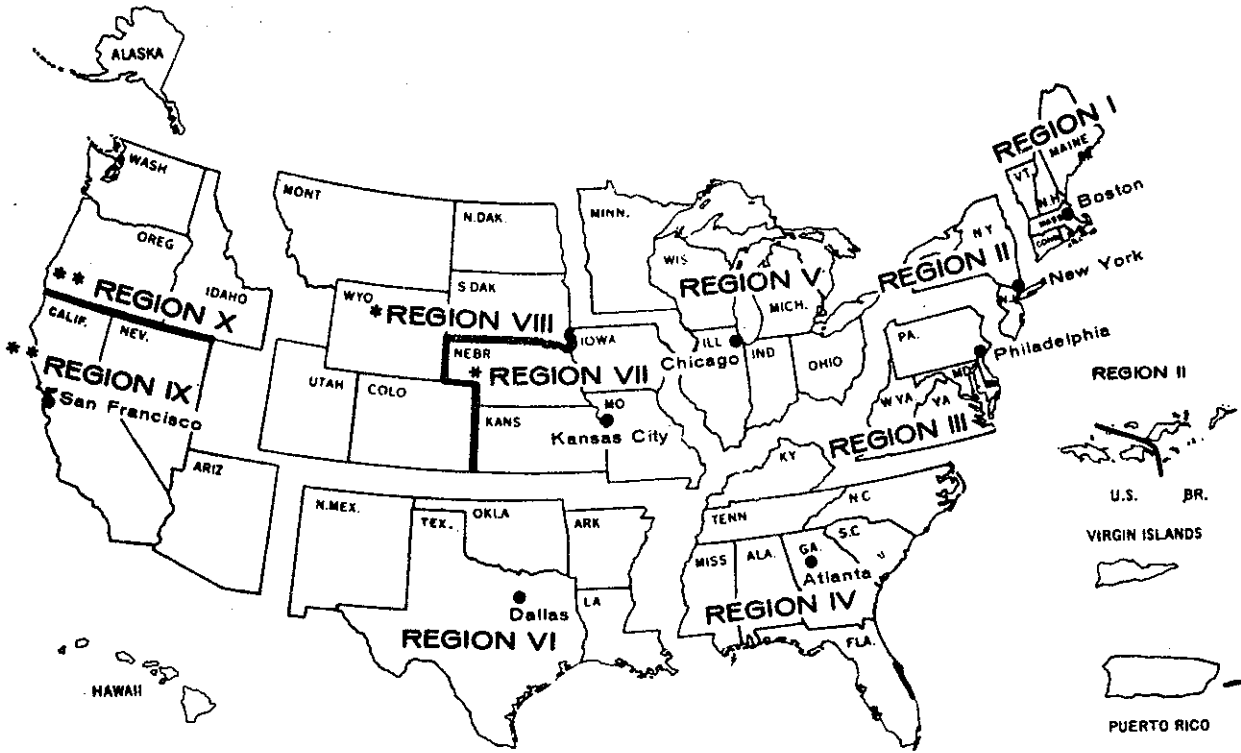 ALASKA
WASH
OREG
** REGION X
IDAHO
CALIF.
NEV.
** REGION IX
San Francisco
ARIZ
HAWAII
MONT
N.DAK.
S DAK
WYO
*REGION VIII
NEBR
* REGION VII
IOWA
UTAH
COLO
KANS
MO
Kansas City
N.MEX.
TEX.
OKLA
ARK
LA
Dallas
REGION VI
MINN.
WIS
REGION V
MICH.
ILL
Chicago
IND
OHIO
KY
TENN
N C
S.C
MISS
ALA.
GA.
Atlanta
REGION IV
FLA.
REGION I
MAINE
VT.
N.H
MASS
CONN
R.I.
Boston
N Y
REGION II
New York
N.J.
PA.
Philadelphia
MD
W VA
VA
REGION III
REGION II
U.S. BR.
VIRGIN ISLANDS
PUERTO RICO